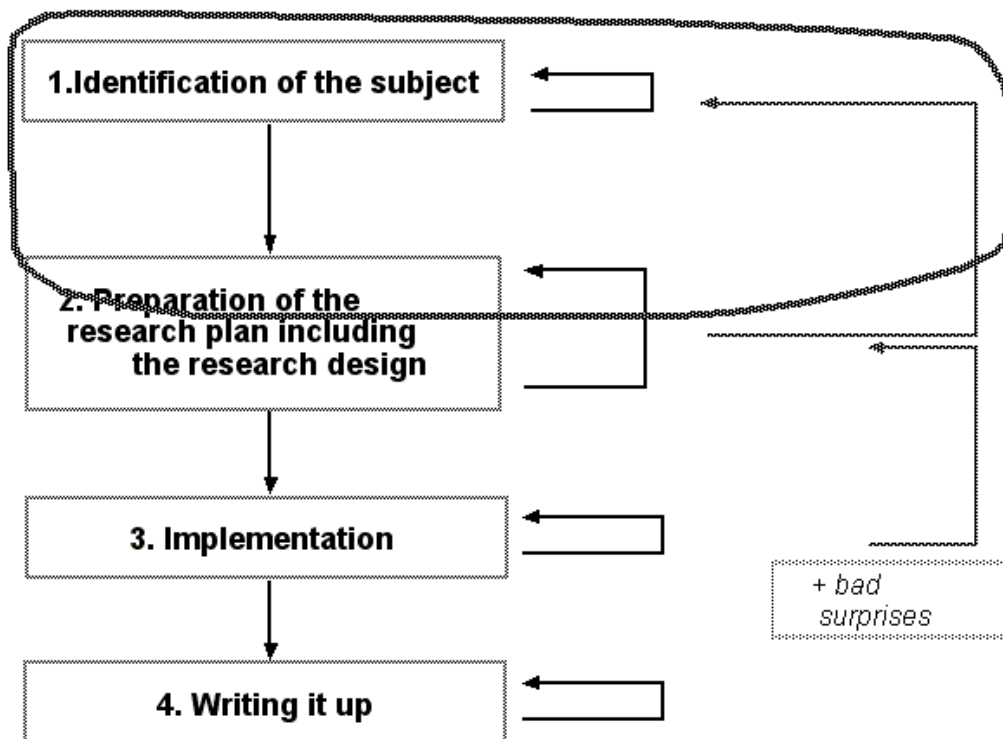 1.Identification of the subject
2. Preparation of the
research plan including
the research design
3. Implementation
+ bad
surprises
4. Writing it up